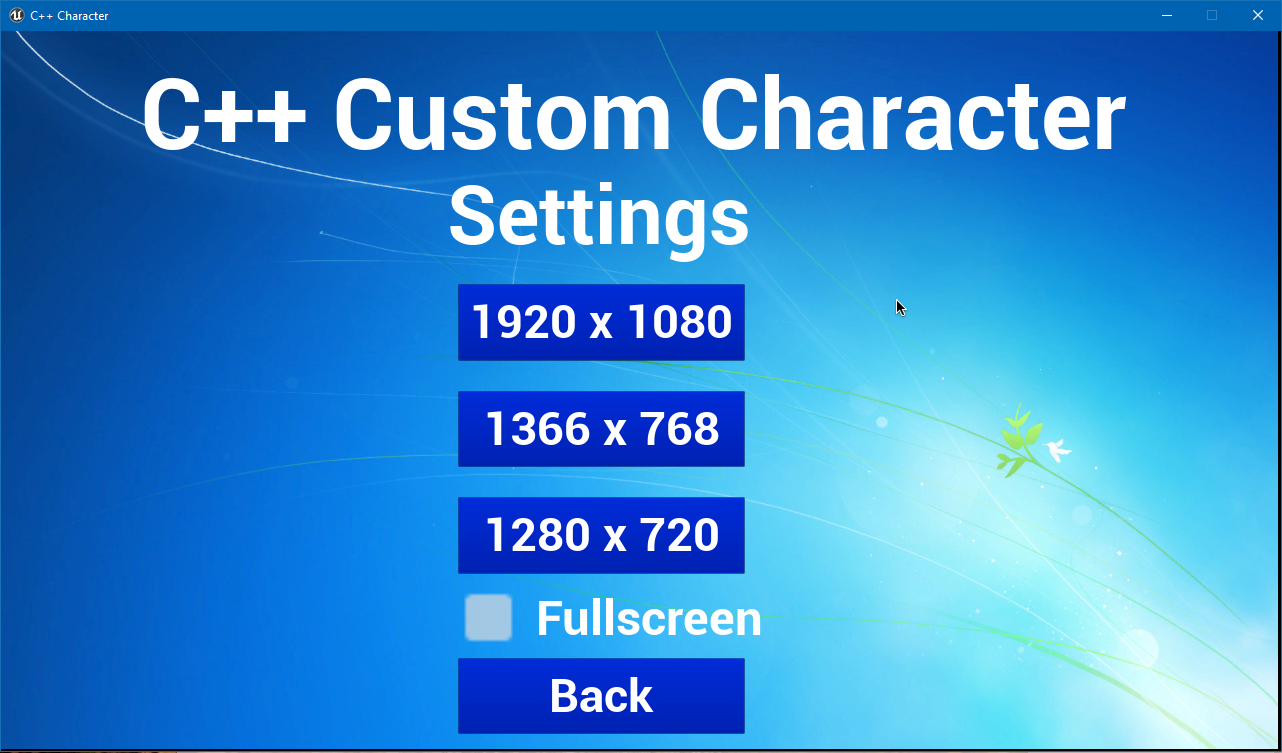 C++ Character
C++ Custom Character
Settings
1920 x 1080
1366 x 768
1280 x 720
Fullscreen
Back